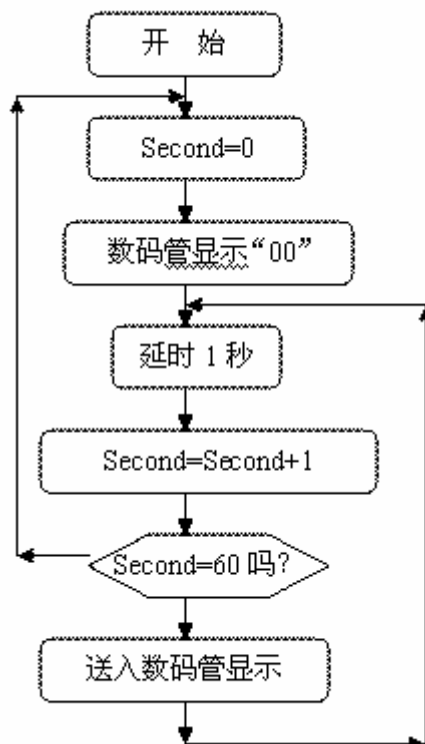 开 始
Second=0
数码管显示“00”
延时 1 秒
Second=Second+1
Second=60 吗?
送入数码管显示